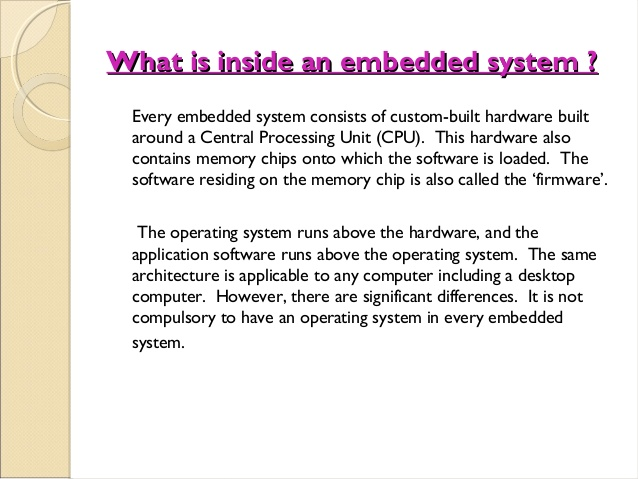 What is inside an embedded system ?
Every embedded system consists of custom-built hardware built
around a Central Processing Unit (CPU).  This hardware also
contains memory chips onto which the software is loaded.  The
software residing on the memory chip is also called the ‘firmware’.
The operating system runs above the hardware, and the
application software runs above the operating system.  The same
architecture is applicable to any computer including a desktop
computer.  However, there are significant differences.  It is not
compulsory to have an operating system in every embedded
system.